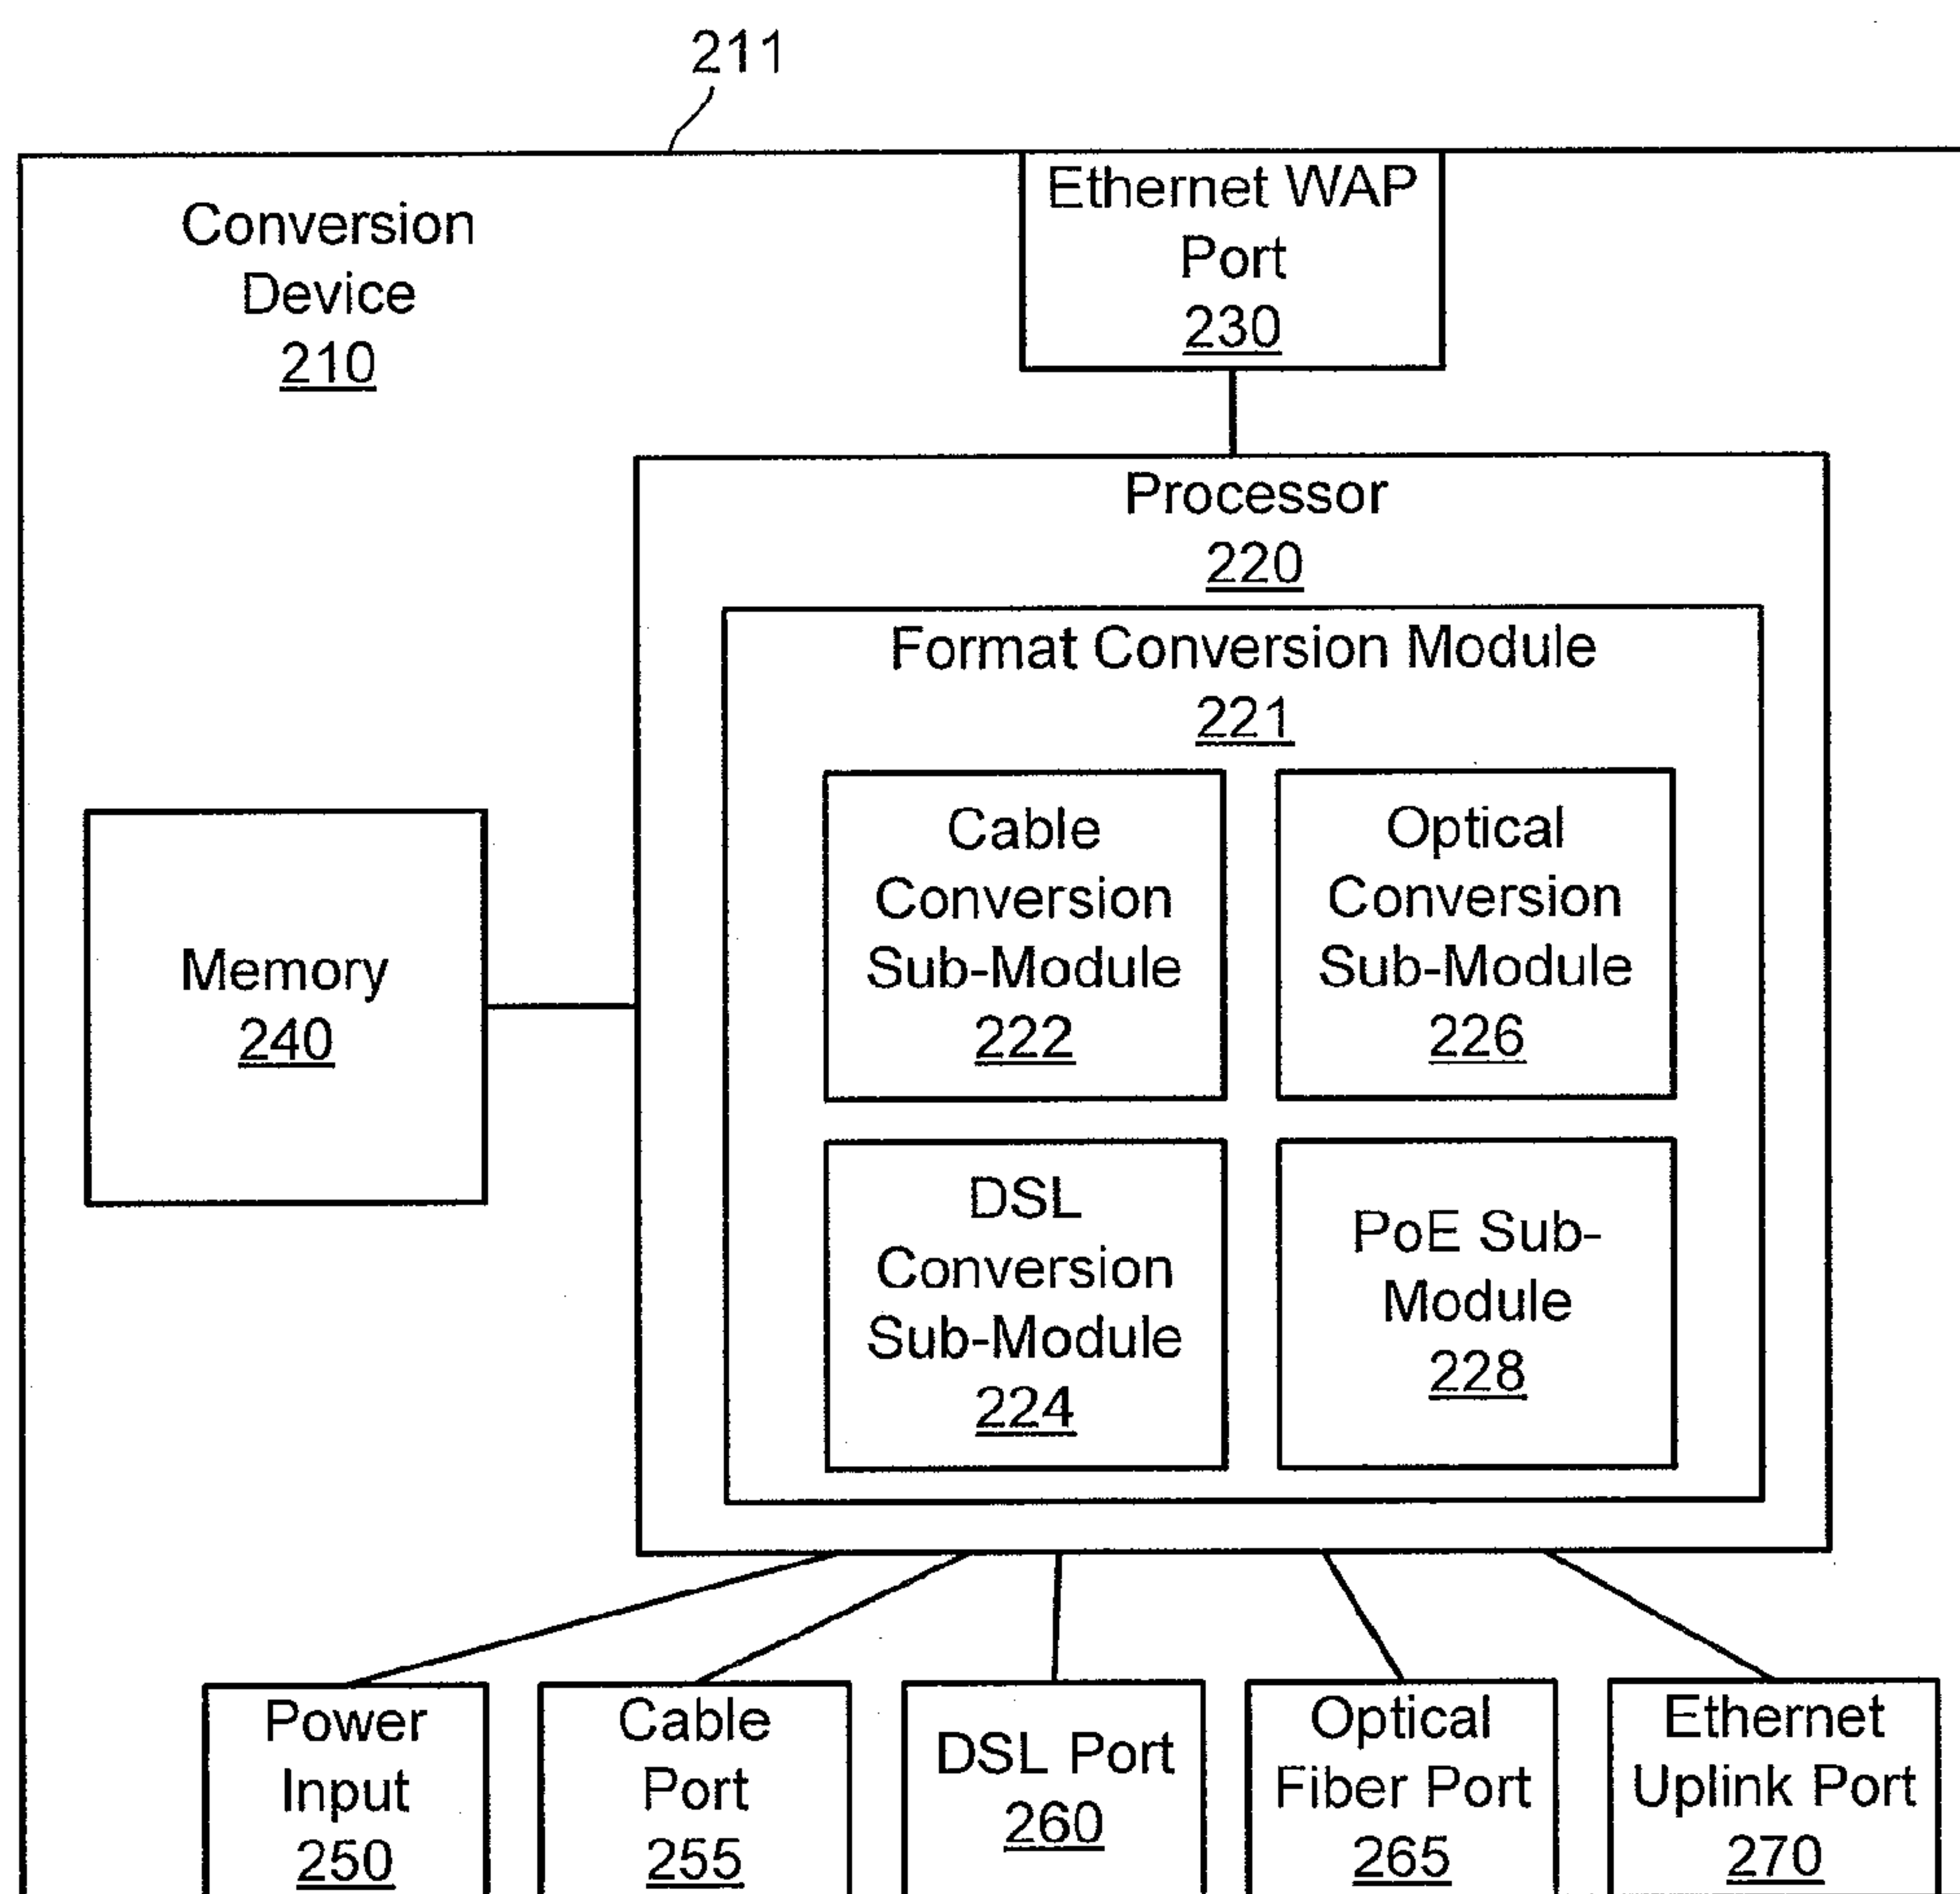 211
Conversion
Device
210
Ethernet WAP
Port
230
Processor
220
Format Conversion Module
221
Cable
Conversion
Sub-Module
222
Optical
Conversion
Sub-Module
226
Memory
240
DSL
Conversion
Sub-Module
224
PoE Sub-
Module
228
Power
Input
250
Cable
Port
255
DSL Port
260
Optical
Fiber Port
265
Ethernet
Uplink Port
270